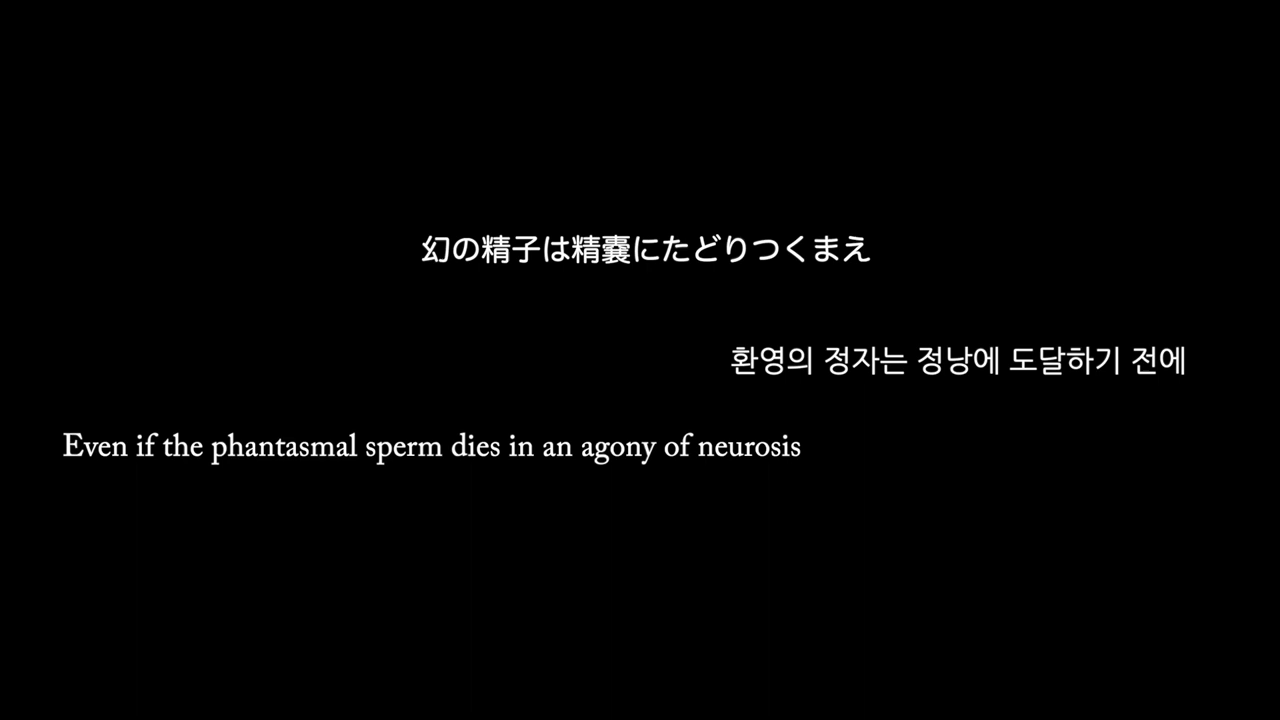 幻の精子は精嚢にたどりつくまえ
환영의 정자는 정낭에 도달하기 전에
Even if the phantasmal sperm dies in an agony of neurosis